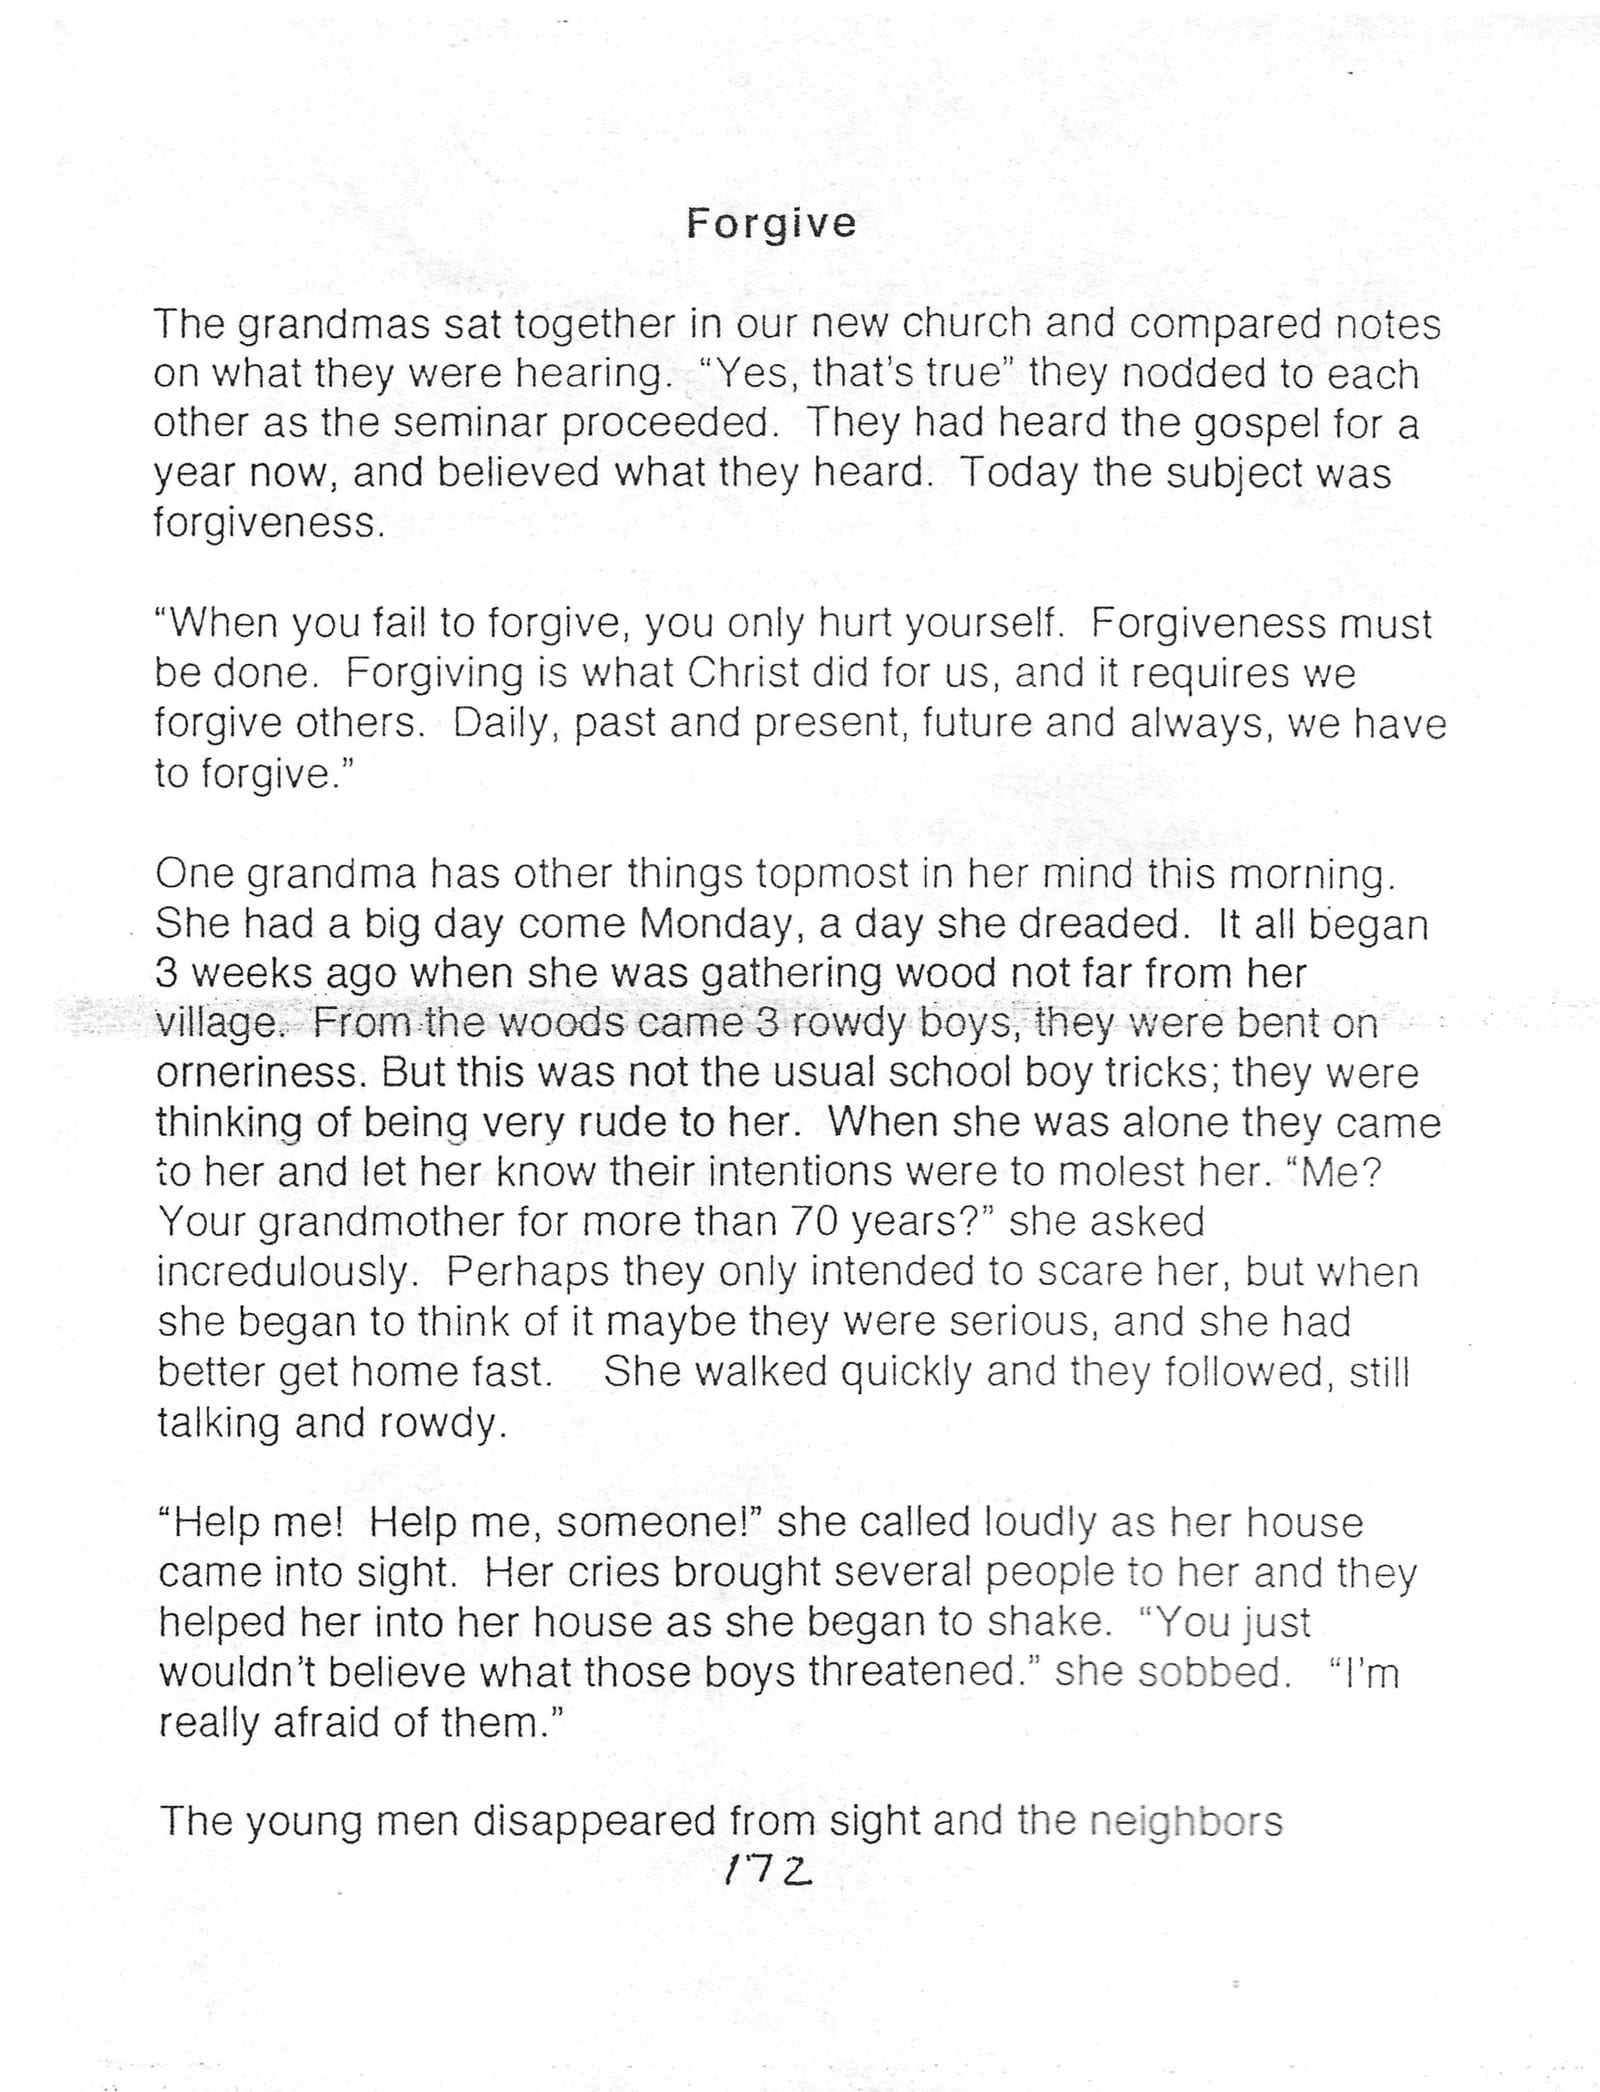 Forgive
The grandmas sat together in our new church and compared notes
on what they were hearing.  “Yes, that's true” they nodded to each
other as the seminar proceeded.  They had heard the gospel for a
year now, and believed what they heard.  Today the subject was
forgiveness.
“When you fail to forgive, you only hurt yourself.  Forgiveness must
be done.  Forgiving is what Christ did for us, and it requires we
forgive others.  Daily, past and present, future and always, we have
to forgive.”
One grandma has other things topmost in her mind this morning.
She had a big day come Monday, a day she dreaded.  It all began
3 weeks ago when she was gathering wood not far from her
village.  From the woods came 3 rowdy boys, they were bent on
orneriness. But this was not the usual school boy tricks; they were
thinking of being very rude to her.  When she was alone they came
to her and let her know their intentions were to molest her. “Me?
Your grandmother for more than 70 years?” she asked
incredulously.  Perhaps they only intended to scare her, but when
she began to think of it maybe they were serious, and she had
better get home fast.   She walked quickly and they followed, still
talking and rowdy.
“Help me!  Help me, someone!” she called loudly as her house
came into sight.  Her cries brought several people to her and they
helped her into her house as she began to shake.  “You just
wouldn't believe what those boys threatened.” she sobbed.   “I'm
really afraid of them.”
The young men disappeared from sight and the neighbors
172